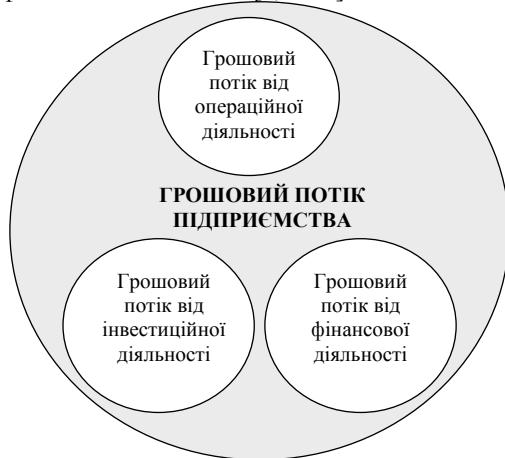 Грошовий
потік від
операційної
діяльності
ГРОШОВИЙ ПОТІК
ПІДПРИЄМСТВА
Грошовий
потік від
інвестиційної
діяльності
Грошовий
потік від
фінансової
діяльності